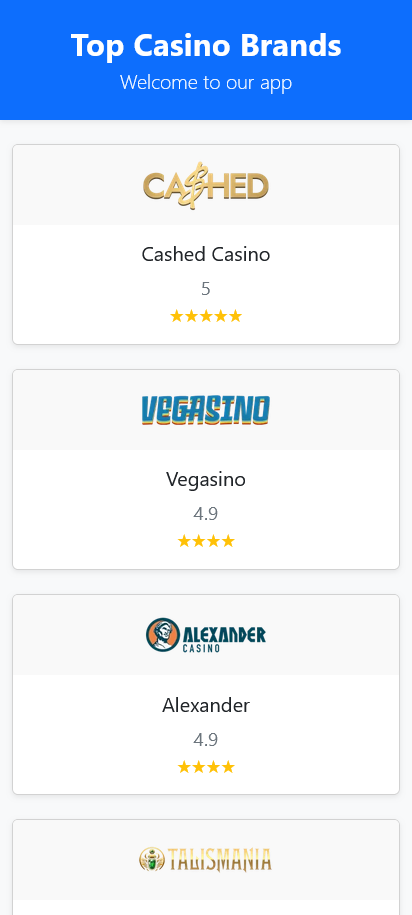 Top Casino Brands
Welcome to our app
CASHED
Cashed Casino
5
★★★★★
VEGASINO
Vegasino
4.9
★★★★
ALEXANDER
CASINO
Alexander
4.9
★★★★
TALISMANIA